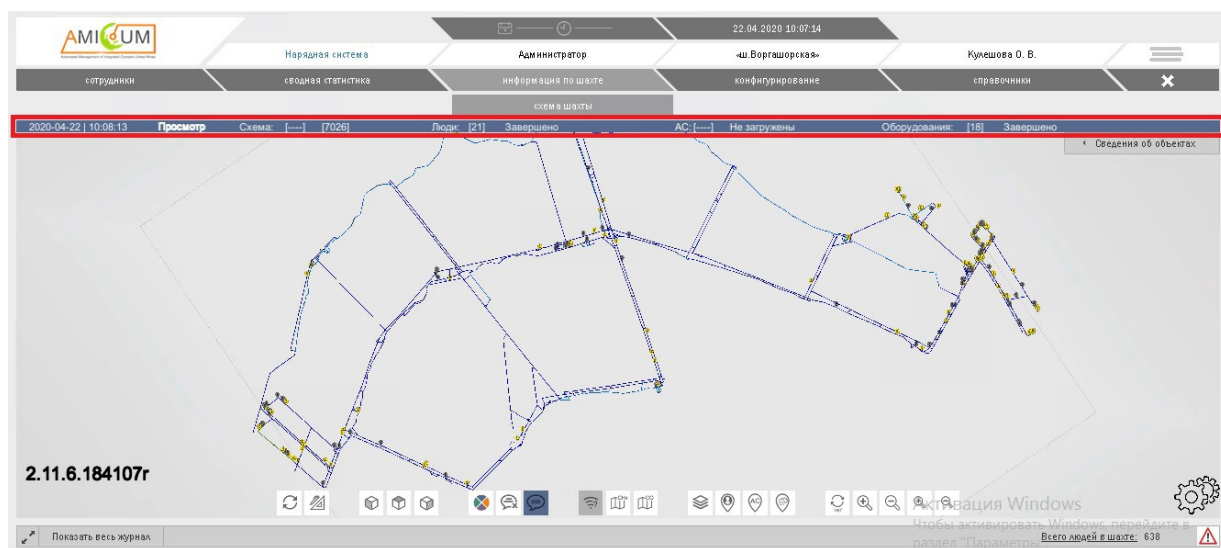 AMICUM
22.04.2020 10:07:14
Нарядная система Администратор «ш.Воргашорская» Кулешова О. В.
сотрудники сводная статистика информация по шахте конфигурирование справочники
схема шахты
2020-04-22 | 10:08:13 Просмотр Схема: [----] [7026] Люди: [21] Завершено АС:[----] Не загружены Оборудования: [18] Завершено
Сведения об объектах
2.11.6.184107r
Активация Windows
Чтобы активировать Windows, перейдите в
раздел "Параметры
Показать весь журнал Всего людей в шахте: 638